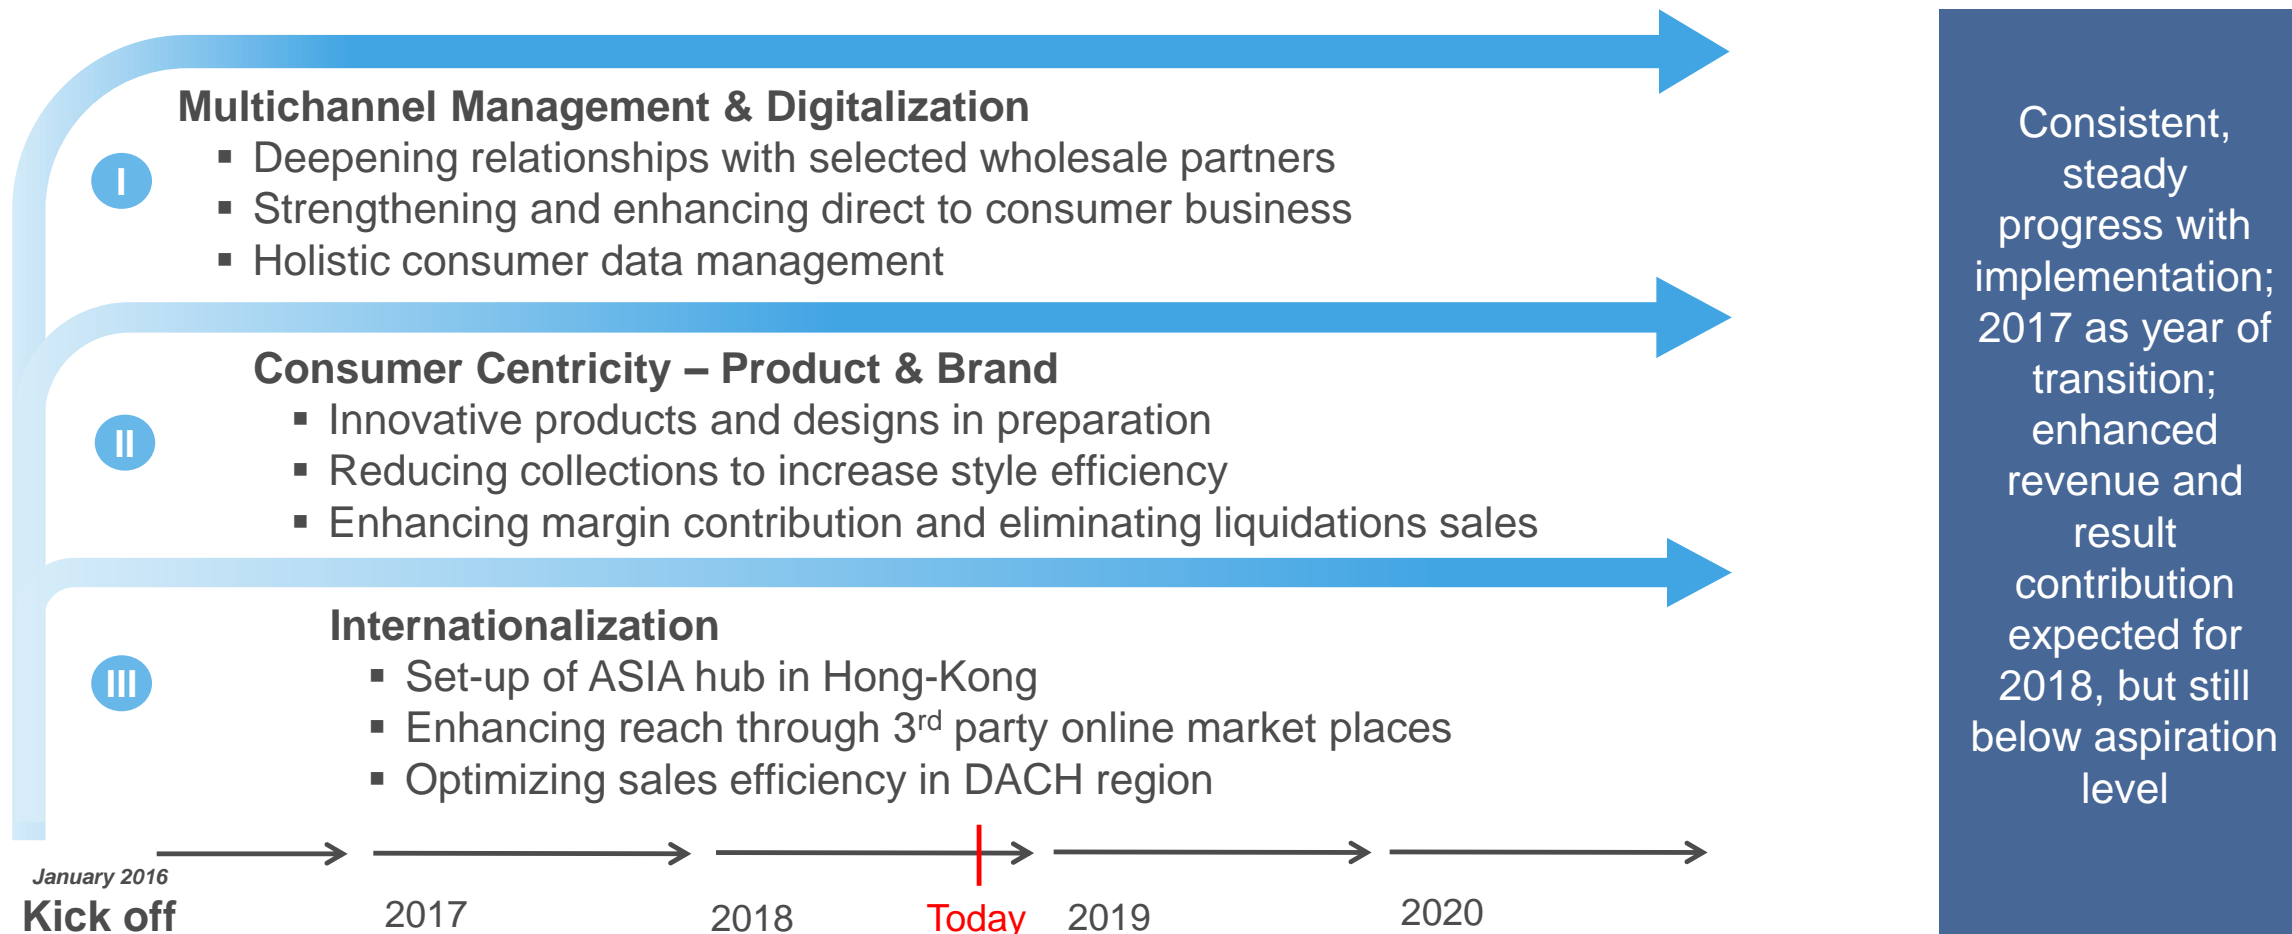 Multichannel Management & Digitalization
I
▪ Deepening relationships with selected wholesale partners
▪ Strengthening and enhancing direct to consumer business
▪ Holistic consumer data management
Consumer Centricity – Product & Brand
II
▪ Innovative products and designs in preparation
▪ Reducing collections to increase style efficiency
▪ Enhancing margin contribution and eliminating liquidations sales
Internationalization
III
▪ Set-up of ASIA hub in Hong-Kong
▪ Enhancing reach through 3rd party online market places
▪ Optimizing sales efficiency in DACH region
January 2016
Kick off
2017
2018
Today
2019
2020
Consistent,
steady
progress with
implementation;
2017 as year of
transition;
enhanced
revenue and
result
contribution
expected for
2018, but still
below aspiration
level